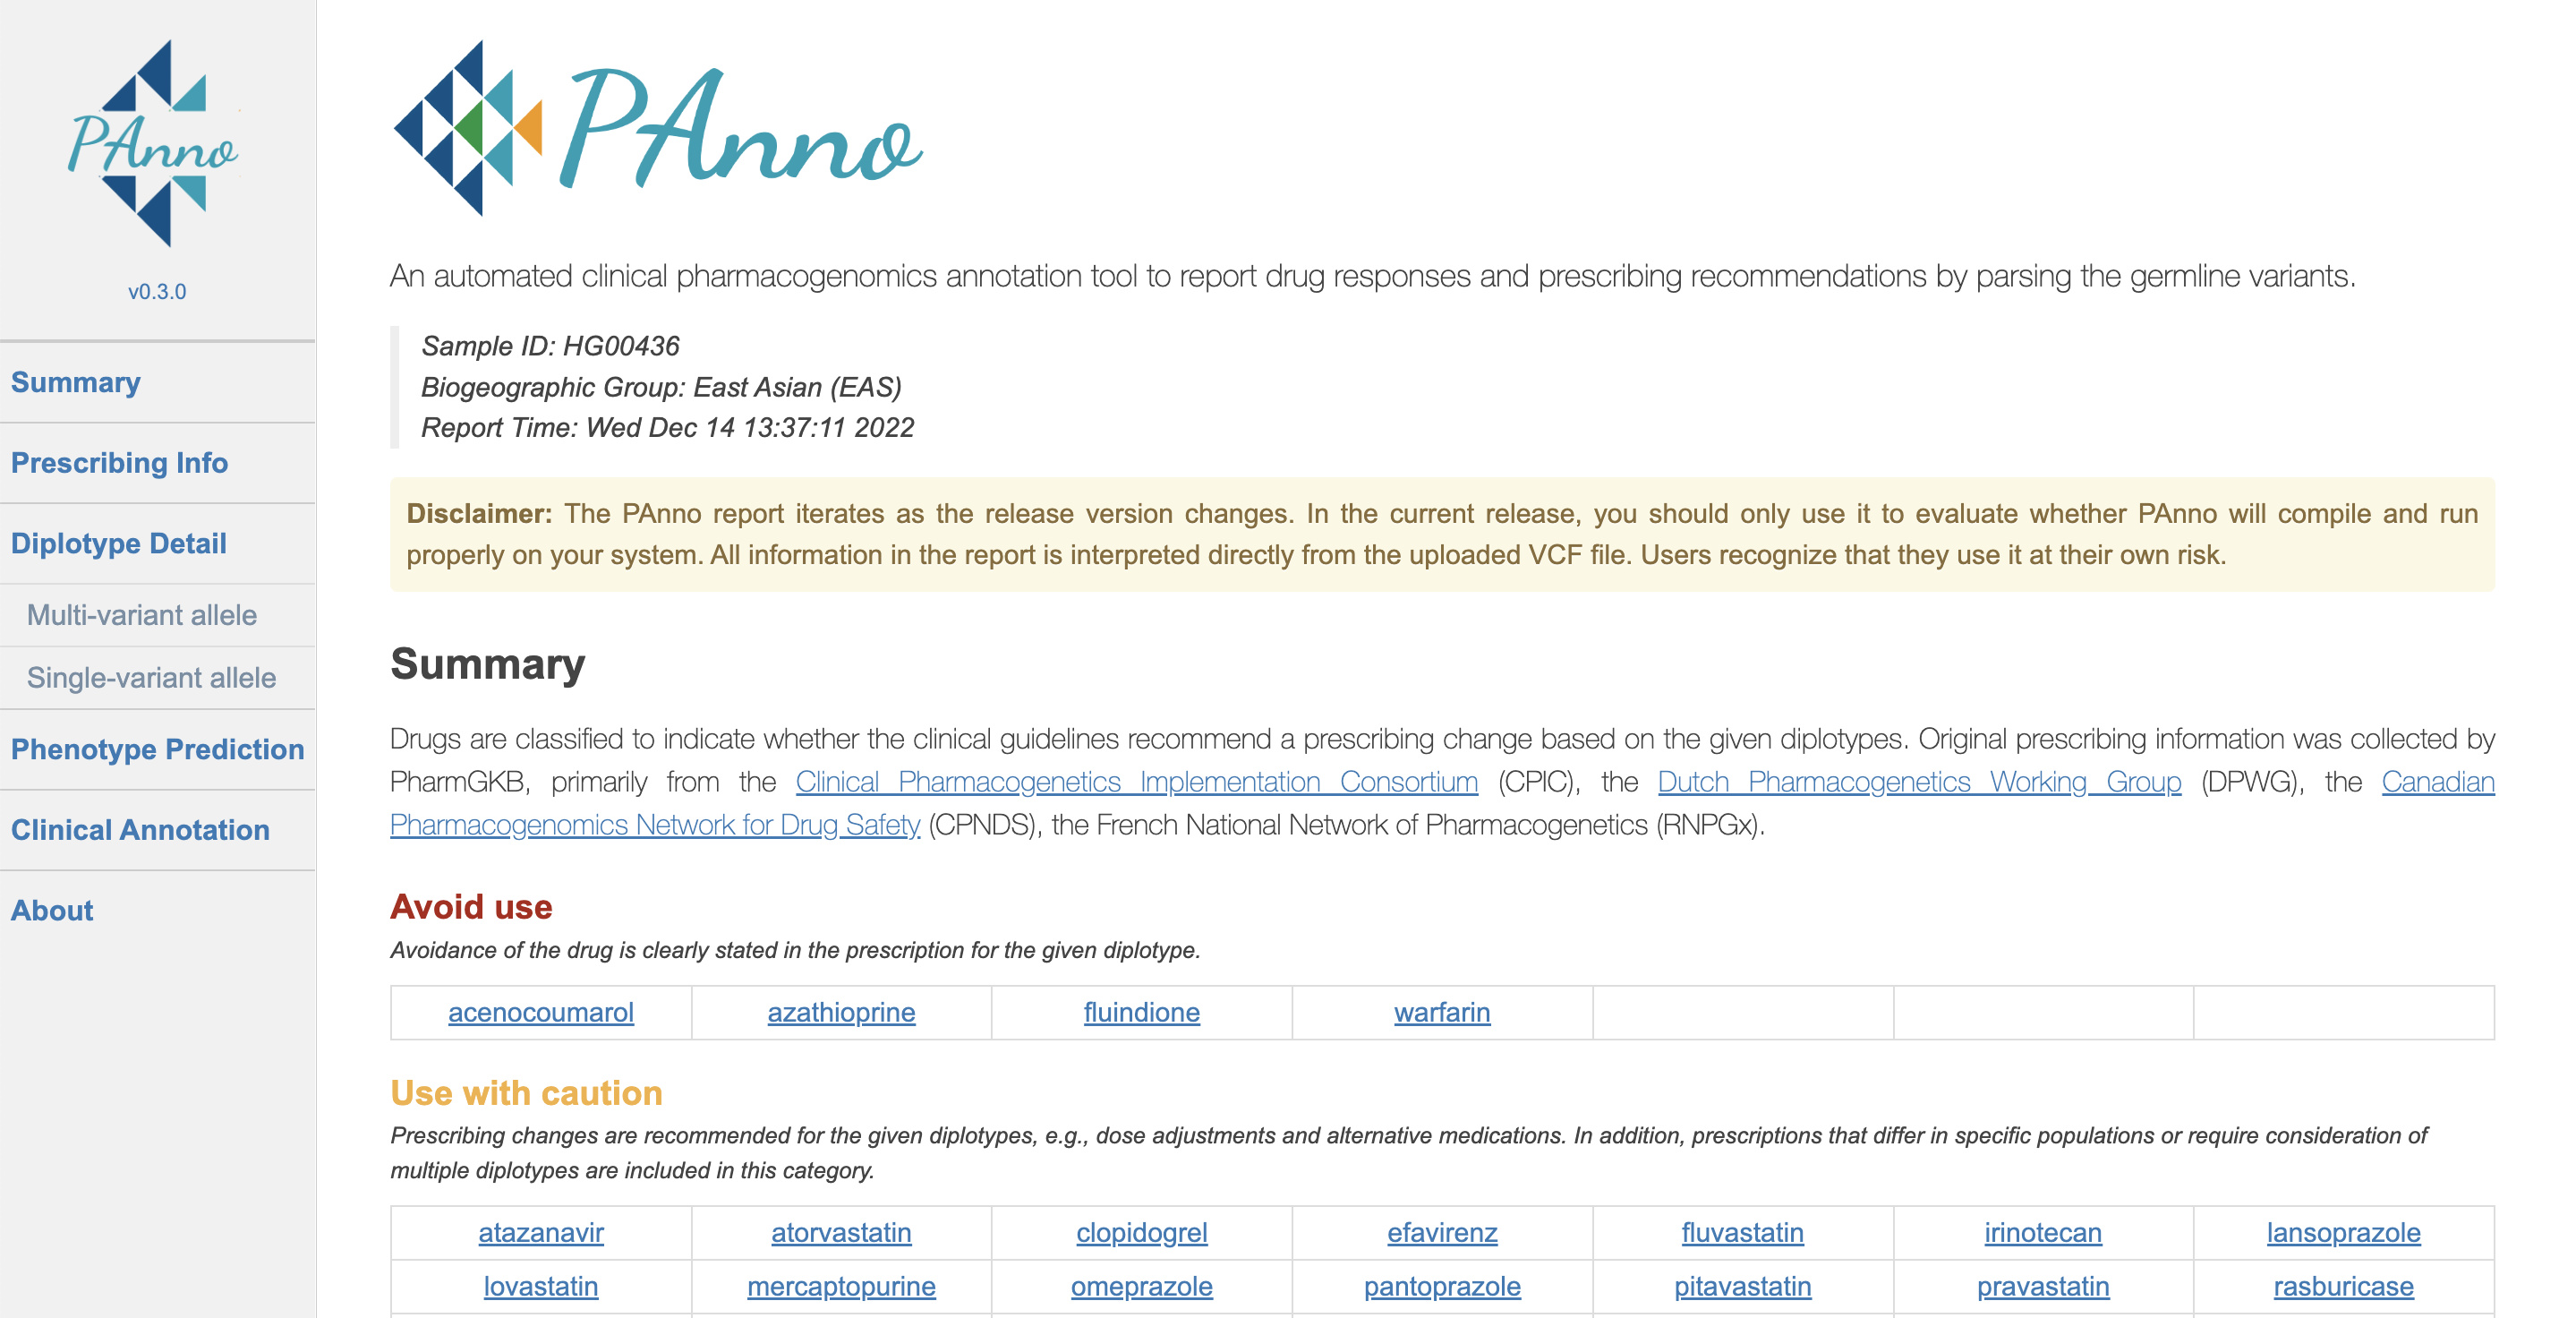 PAnno
v0.3.0
Summary
Prescribing Info
Diplotype Detail
Multi-variant allele
Single-variant allele
Phenotype Prediction
Clinical Annotation
About
PAnno
An automated clinical pharmacogenomics annotation tool to report drug responses and prescribing recommendations by parsing the germline variants.
Sample ID: HG00436
Biogeographic Group: East Asian (EAS)
Report Time: Wed Dec 14 13:37:11 2022
Disclaimer: The PAnno report iterates as the release version changes. In the current release, you should only use it to evaluate whether PAnno will compile and run
properly on your system. All information in the report is interpreted directly from the uploaded VCF file. Users recognize that they use it at their own risk.
Summary
Drugs are classified to indicate whether the clinical guidelines recommend a prescribing change based on the given diplotypes. Original prescribing information was collected by
PharmGKB, primarily from the Clinical Pharmacogenetics Implementation Consortium (CPIC), the Dutch Pharmacogenetics Working Group (DPWG), the Canadian
Pharmacogenomics Network for Drug Safety (CPNDS), the French National Network of Pharmacogenetics (RNPGx).
Avoid use
Avoidance of the drug is clearly stated in the prescription for the given diplotype.
acenocoumarol azathioprine fluindione warfarin
Use with caution
Prescribing changes are recommended for the given diplotypes, e.g., dose adjustments and alternative medications. In addition, prescriptions that differ in specific populations or require consideration of
multiple diplotypes are included in this category.
atazanavir atorvastatin clopidogrel efavirenz fluvastatin irinotecan lansoprazole
lovastatin mercaptopurine omeprazole pantoprazole pitavastatin pravastatin rasburicase